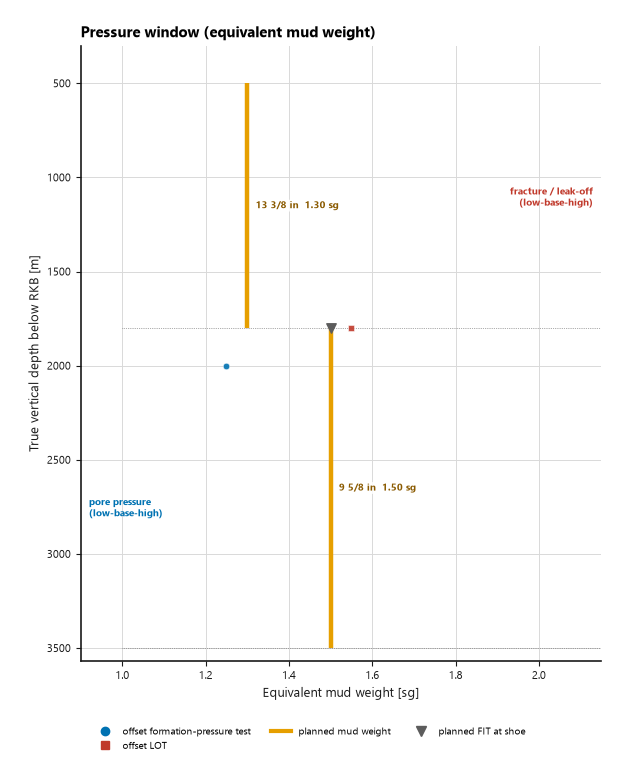 Pressure window (equivalent mud weight)
500
1000
fracture / leak-off
(low-base-high)
13 3/8 in  1.30 sg
1500
True vertical depth below RKB [m]
2000
2500
9 5/8 in  1.50 sg
pore pressure
(low-base-high)
3000
3500
1.0 1.2 1.4 1.6 1.8 2.0
Equivalent mud weight [sg]
offset formation-pressure test planned mud weight planned FIT at shoe
offset LOT